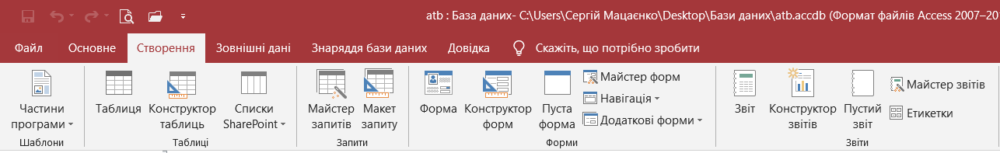 atb : База даних- C:\Users\Сергій Мацаєнко\Desktop\Бази даних\atb.accdb (Формат файлів Access 2007–20
Файл Основне Створення Зовнішні дані Знаряддя бази даних Довідка Скажіть, що потрібно зробити
Частини програми
Шаблони
Таблиця
Конструктор таблиць
Списки SharePoint
Таблиці
Майстер запитів
Макет запиту
Запити
Форма
Конструктор форм
Пуста форма
Майстер форм
Навігація
Додаткові форми
Форми
Звіт
Конструктор звітів
Пустий звіт
Майстер звітів
Етикетки
Звіти